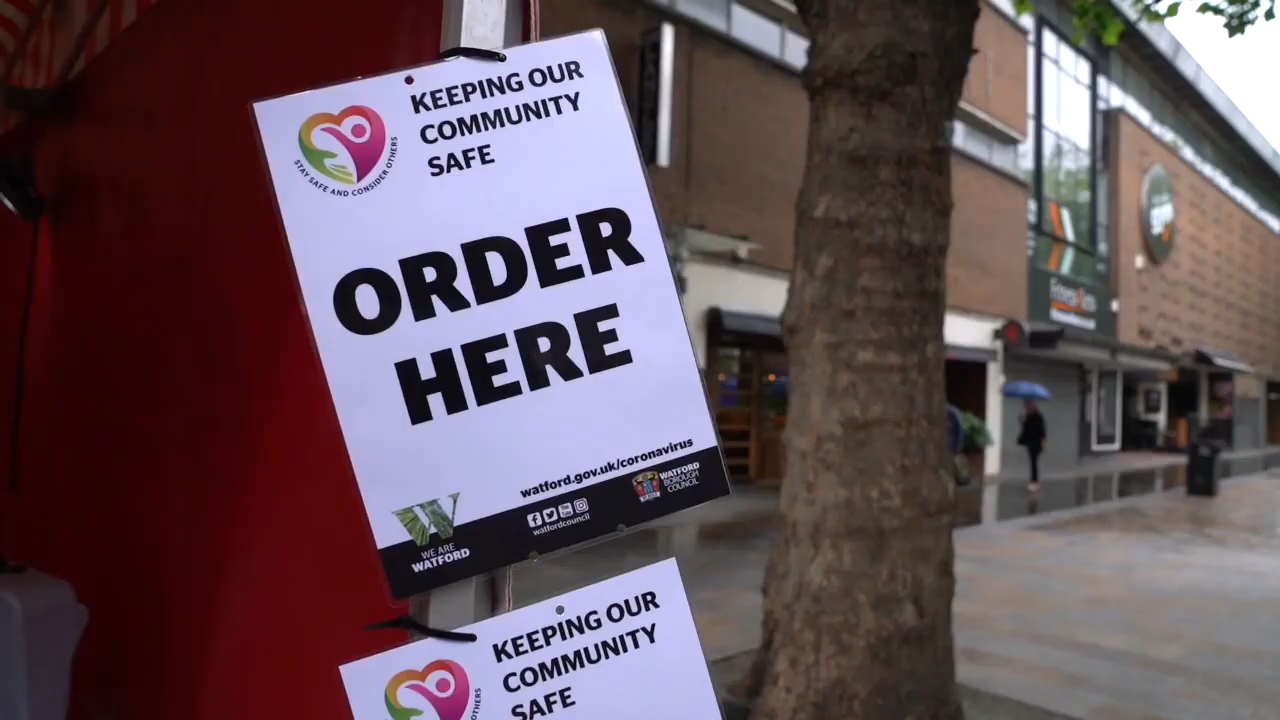 KEEPING OUR
COMMUNITY
SAFE
STAY SAFE AND CONSIDER OTHERS
ORDER
HERE
watford.gov.uk/coronavirus
WE ARE
WATFORD
watfordcouncil
WATFORD
BOROUGH
COUNCIL
KEEPING OUR
COMMUNITY
SAFE
OTHERS